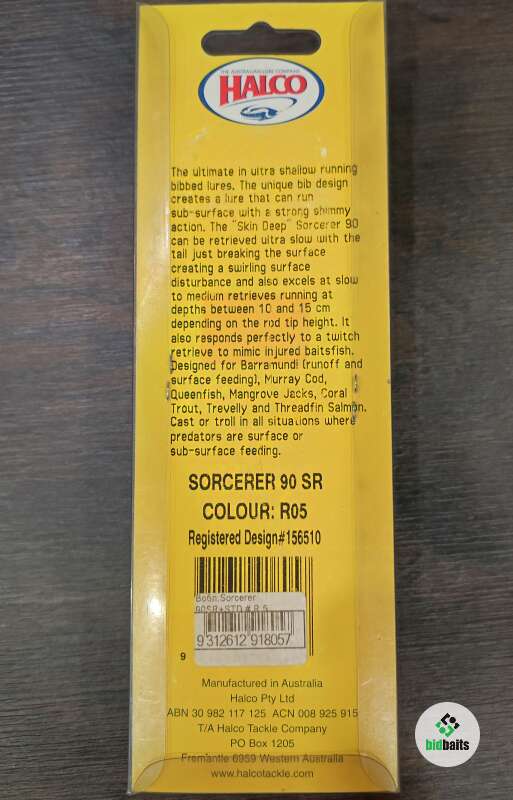 THE AUSTRALIAN LURE COMPANY
HALCO
The ultimate in ultra shallow running
bibbed lures. The unique bib design
creates a lure that can run
sub-surface with a strong shimmy
action. The "Skin Deep" Sorcerer 90
can be retrieved ultra slow with the
tail just breaking the surface
creating a swirling surface
disturbance and also excels at slow
to medium retrieves running at
depths between 10 and 15 cm
depending on the rod tip height. It
also responds perfectly to a twitch
retrieve to mimic injured baitsfish.
Designed for Barramundi (runoff and
surface feeding), Murray Cod,
Queenfish, Mangrove Jacks, Coral
Trout, Trevelly and Threadfin Salmon.
Cast or troll in all situations where
predators are surface or
sub-surface feeding.
SORCERER 90 SR
COLOUR: R05
Registered Design#156510
Вобл.Sorcerer
90SR+STD # R 5
9 312612 918057
9
Manufactured in Australia
Halco Pty Ltd
ABN 30 982 117 125 ACN 008 925 915
T/A Halco Tackle Company
PO Box 1205
Fremantle 6959 Western Australia
www.halcotackle.com
bidbaits